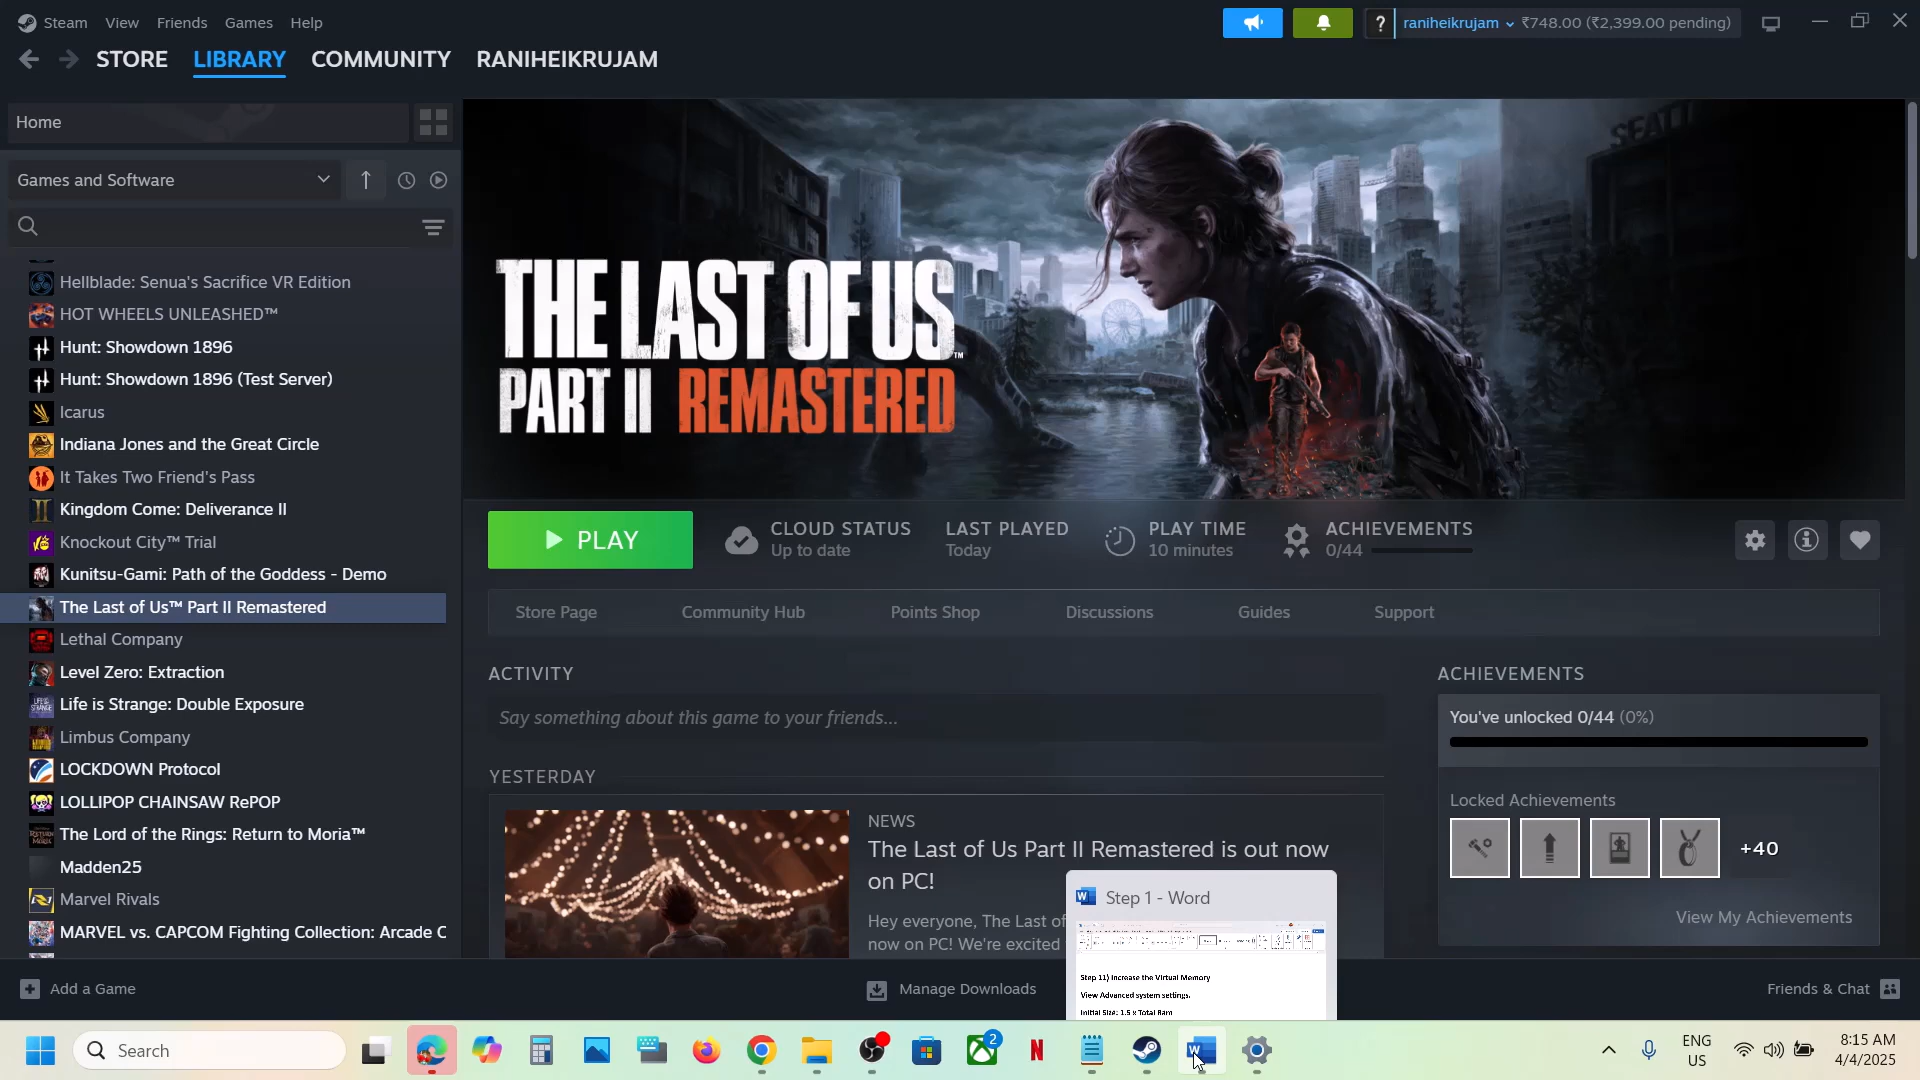 Steam View Friends Games Help
? raniheikrujam ₹748.00 (₹2,399.00 pending)
STORE LIBRARY COMMUNITY RANIHEIKRUJAM
Home
Games and Software
Hellblade: Senua's Sacrifice VR Edition
HOT WHEELS UNLEASHED™
Hunt: Showdown 1896
Hunt: Showdown 1896 (Test Server)
Icarus
Indiana Jones and the Great Circle
It Takes Two Friend's Pass
Kingdom Come: Deliverance II
Knockout City™ Trial
Kunitsu-Gami: Path of the Goddess - Demo
The Last of Us™ Part II Remastered
Lethal Company
Level Zero: Extraction
Life is Strange: Double Exposure
Limbus Company
LOCKDOWN Protocol
LOLLIPOP CHAINSAW RePOP
The Lord of the Rings: Return to Moria™
Madden25
Marvel Rivals
MARVEL vs. CAPCOM Fighting Collection: Arcade C
SEATT
THE LAST OF US™
PART II REMASTERED
PLAY
CLOUD STATUS
Up to date
LAST PLAYED
Today
PLAY TIME
10 minutes
ACHIEVEMENTS
0/44
Store Page Community Hub Points Shop Discussions Guides Support
ACTIVITY
Say something about this game to your friends...
YESTERDAY
NEWS
The Last of Us Part II Remastered is out now
on PC!
Hey everyone, The Last of
now on PC! We're excited
ACHIEVEMENTS
You've unlocked 0/44 (0%)
Locked Achievements
+40
View My Achievements
Step 1 - Word
Step 11) Increase the Virtual Memory
View Advanced system settings.
Initial Size: 1.5 x Total Ram
Add a Game
Manage Downloads
Friends & Chat
Search
2
ENG
US
8:15 AM
4/4/2025